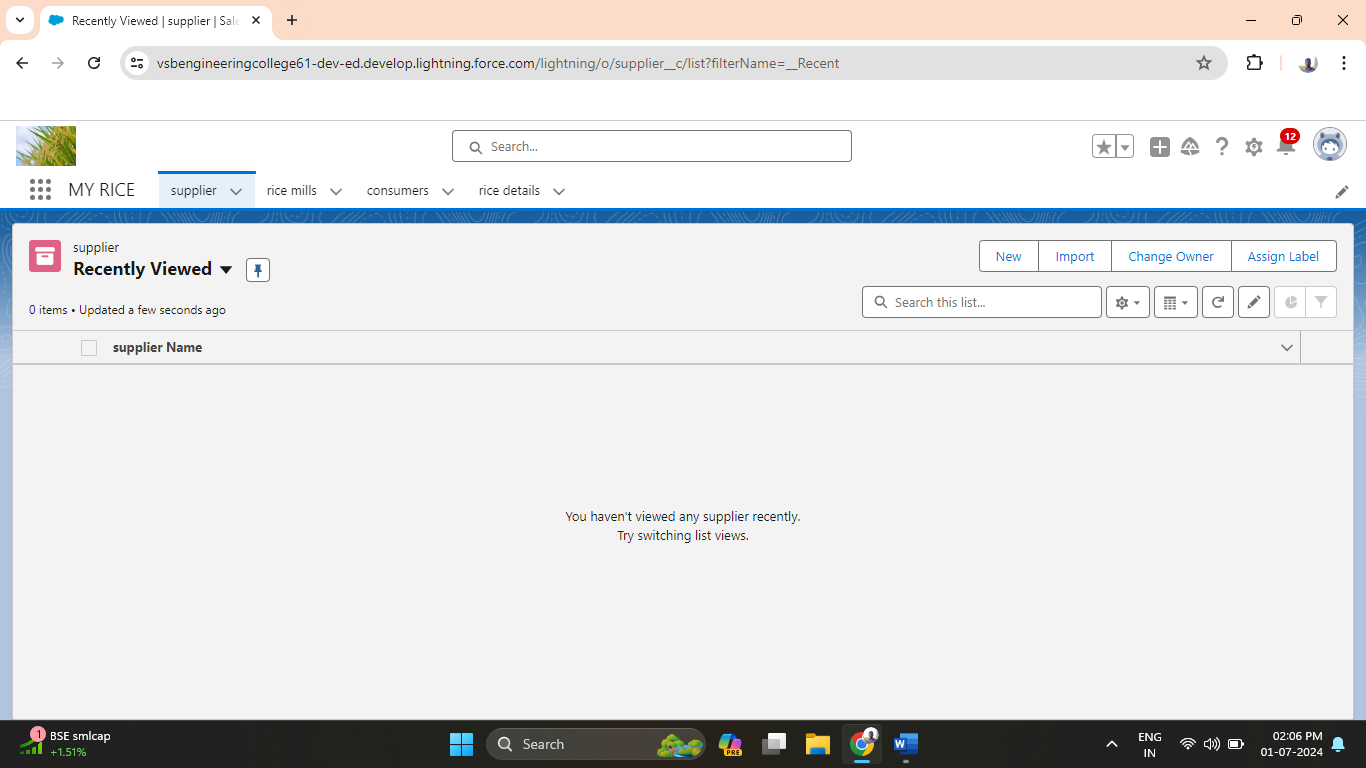 Recently Viewed | supplier | Sale
vsbengineeringcollege61-dev-ed.develop.lightning.force.com/lightning/o/supplier__c/list?filterName=__Recent
Search...
12
MY RICE
supplier
rice mills
consumers
rice details
supplier
Recently Viewed
New
Import
Change Owner
Assign Label
0 items • Updated a few seconds ago
Search this list...
supplier Name
You haven't viewed any supplier recently.
Try switching list views.
1
BSE smlcap
+1.51%
Search
PRE
ENG
IN
02:06 PM
01-07-2024